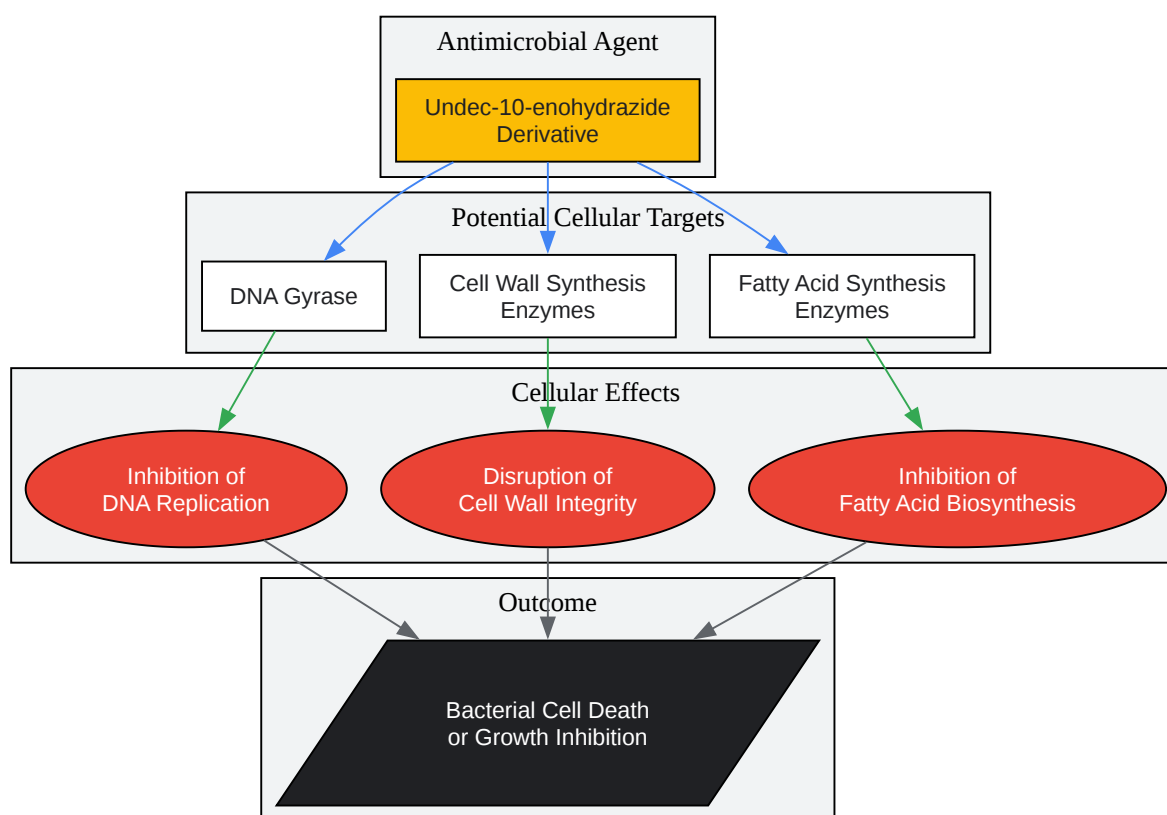 Antimicrobial Agent
Undec-10-enohydrazide
Derivative
Potential Cellular Targets
DNA Gyrase
Cell Wall Synthesis
Enzymes
Fatty Acid Synthesis
Enzymes
Cellular Effects
Inhibition of
DNA Replication
Disruption of
Cell Wall Integrity
Inhibition of
Fatty Acid Biosynthesis
Outcome
Bacterial Cell Death
or Growth Inhibition